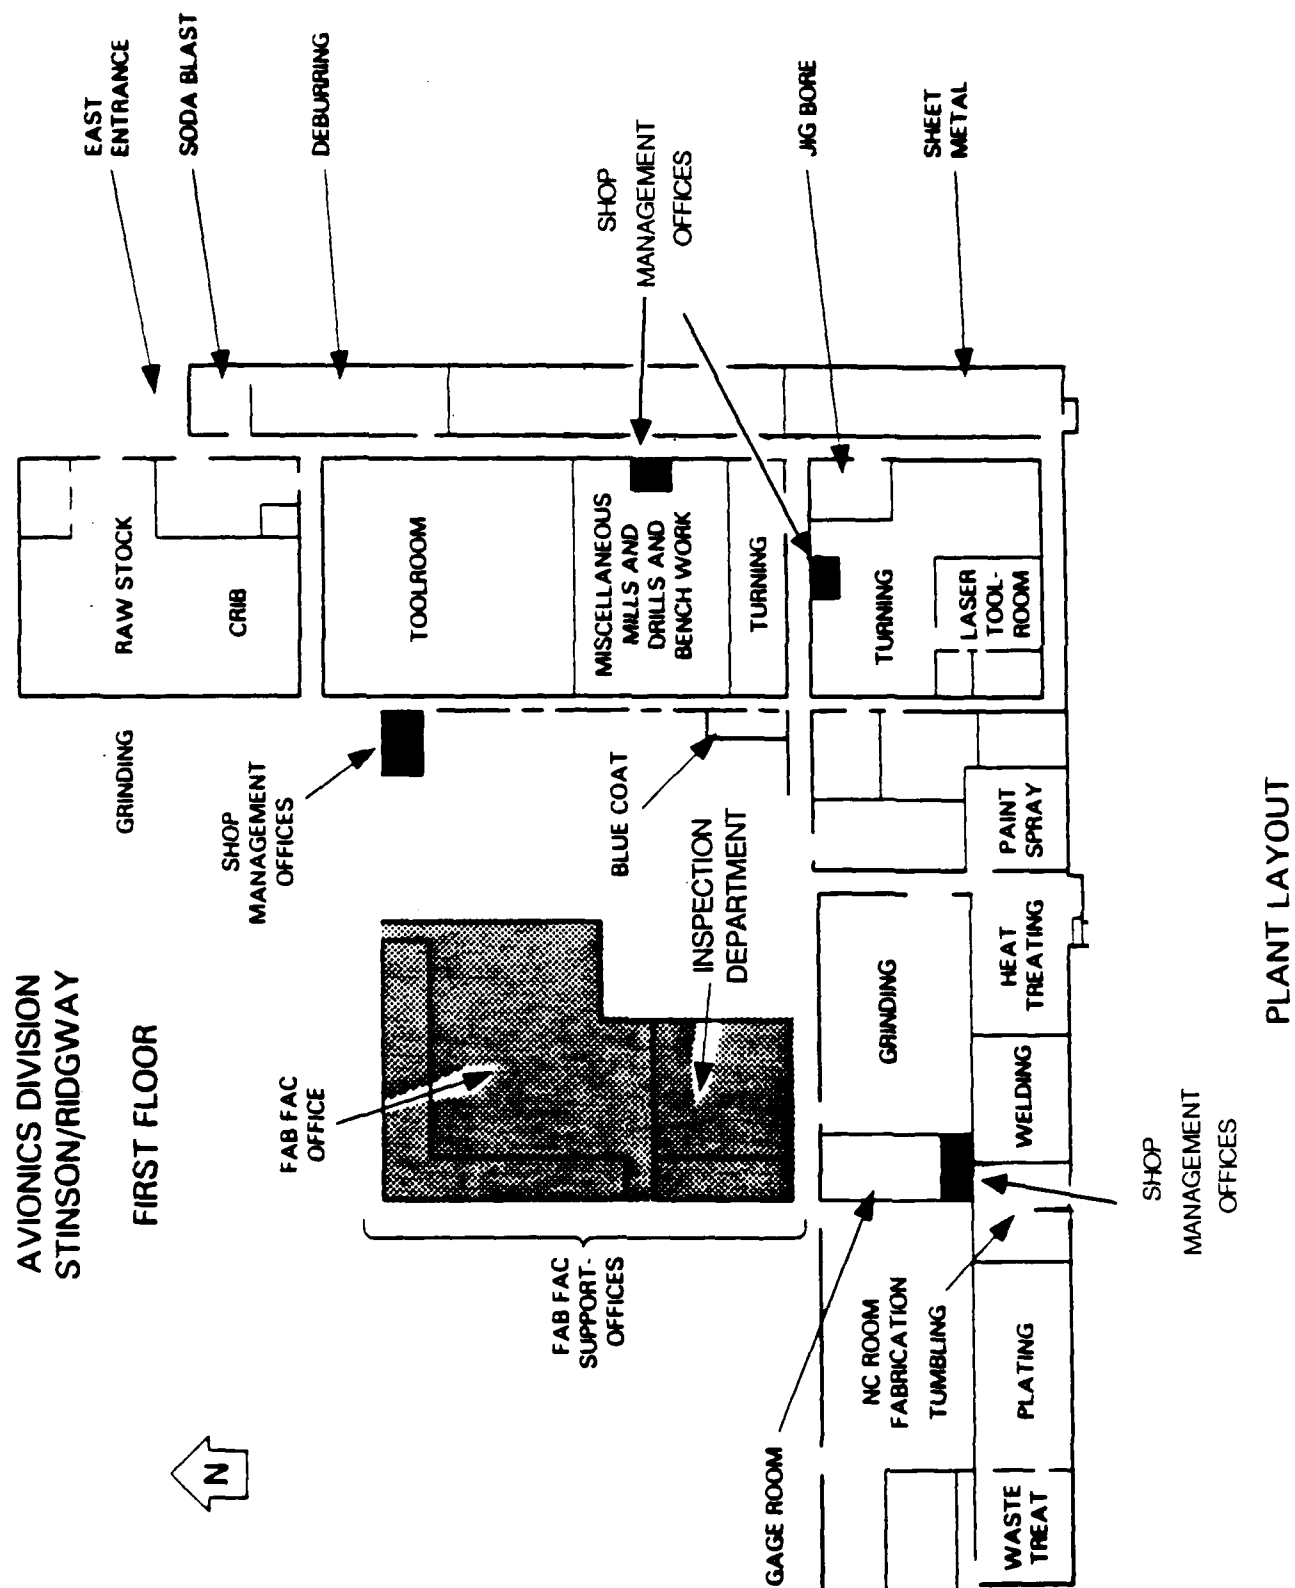 AVIONICS DIVISION
STINSON/RIDGWAY
FIRST FLOOR
N
FAB FAC
OFFICE
FAB FAC
SUPPORT-
OFFICES
INSPECTION
DEPARTMENT
SHOP
MANAGEMENT
OFFICES
GRINDING
RAW STOCK
CRIB
EAST
ENTRANCE
SODA BLAST
DEBURRING
TOOLROOM
BLUE COAT
MISCELLANEOUS
MILLS AND
DRILLS AND
BENCH WORK
SHOP
MANAGEMENT
OFFICES
TURNING
JIG BORE
TURNING
LASER
TOOL-
ROOM
SHEET
METAL
GAGE ROOM
NC ROOM
FABRICATION
TUMBLING
GRINDING
WASTE
TREAT
PLATING
WELDING
HEAT
TREATING
PAINT
SPRAY
SHOP
MANAGEMENT
OFFICES
PLANT LAYOUT